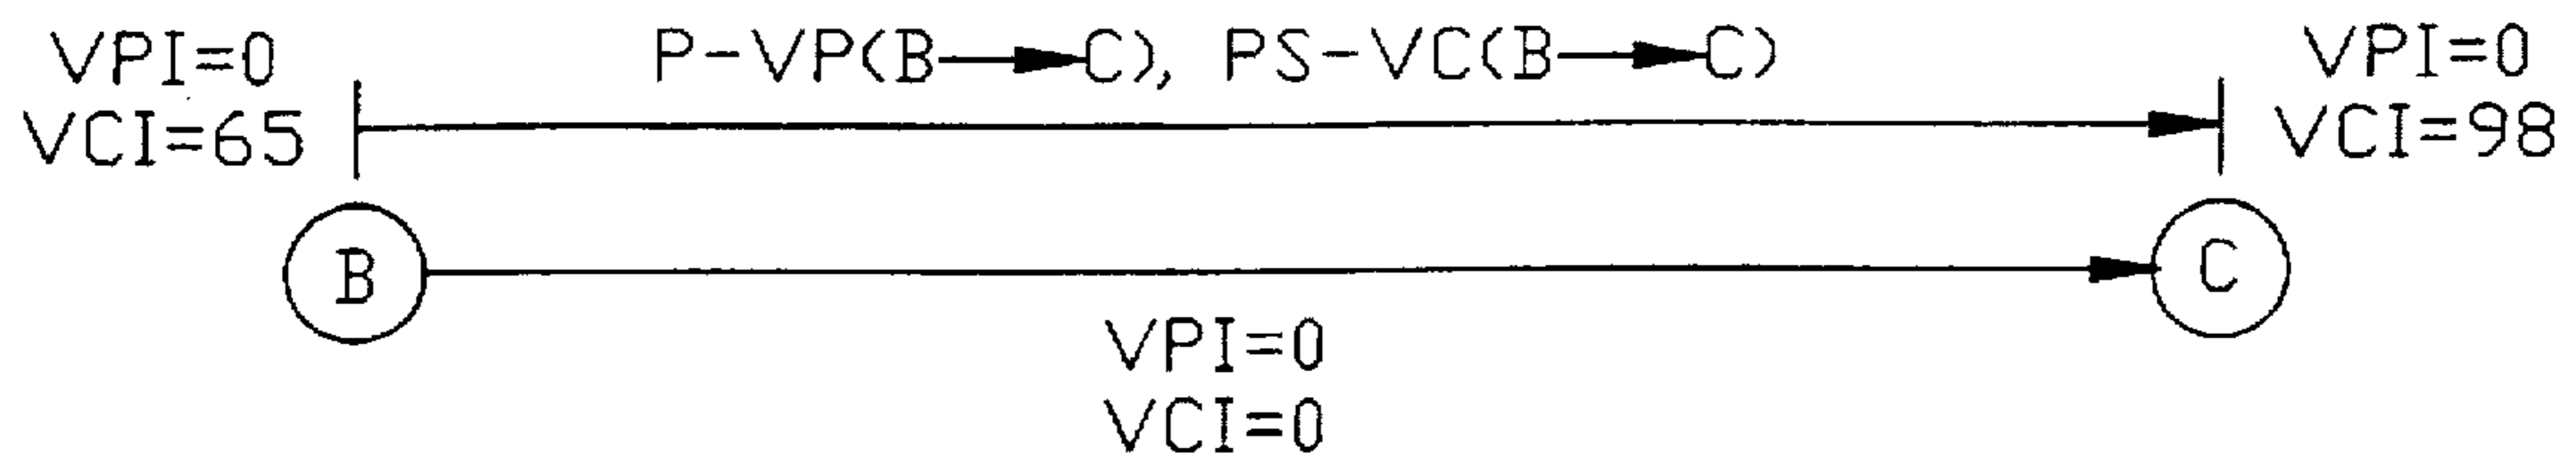 VPI=0
VCI=65
P-VP(B→C), PS-VC(B→C)
VPI=0
VCI=98
B
C
VPI=0
VCI=0